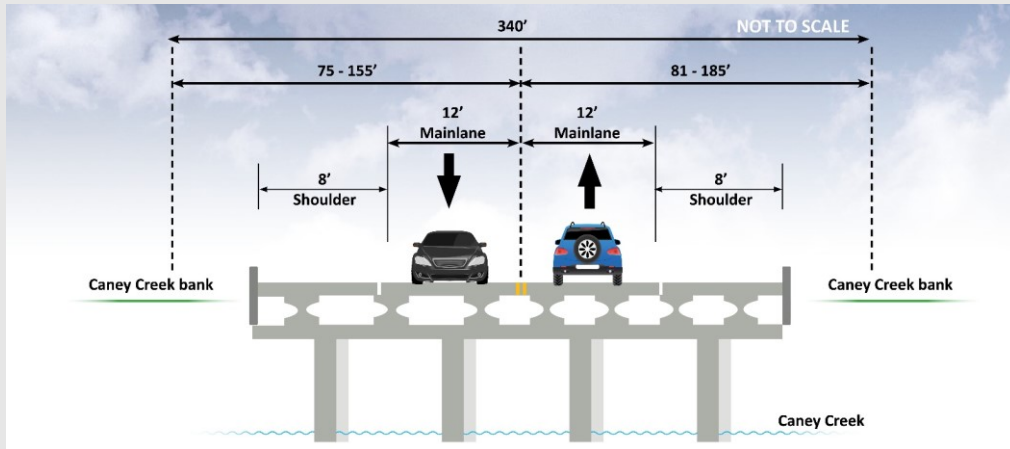 340’
NOT TO SCALE
75 - 155’
81 - 185’
12’
Mainlane
12’
Mainlane
8’
Shoulder
8’
Shoulder
Caney Creek bank
Caney Creek bank
Caney Creek